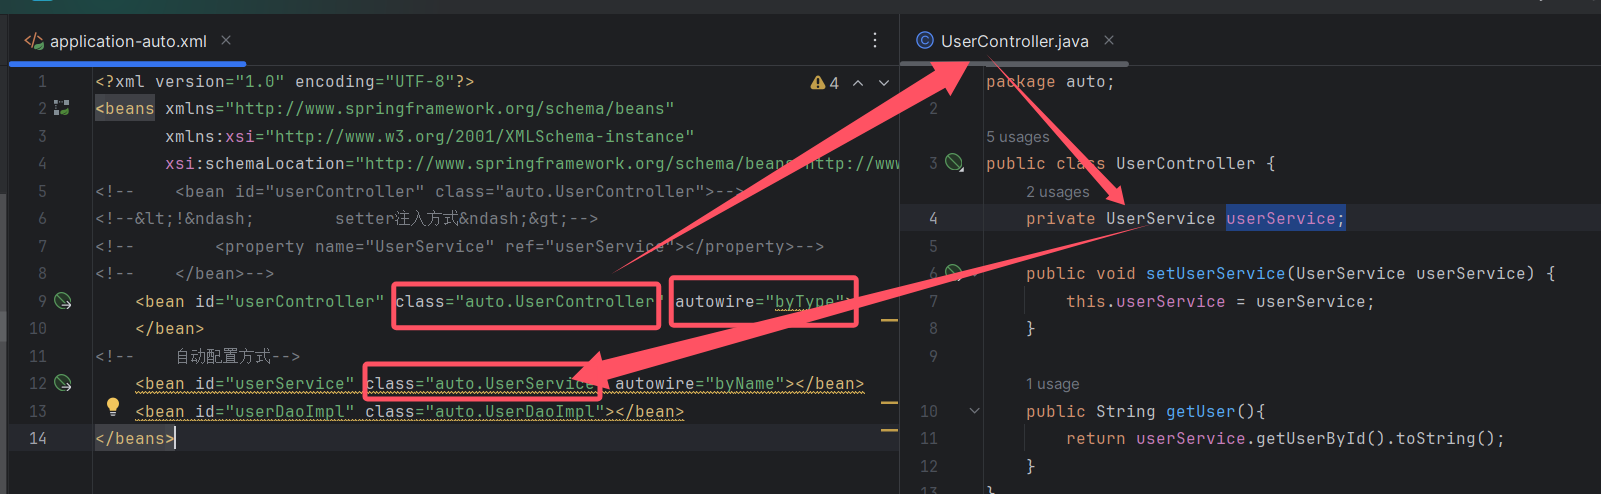 application-auto.xml
1 <?xml version="1.0" encoding="UTF-8"?>
2 <beans xmlns="http://www.springframework.org/schema/beans"
3 xmlns:xsi="http://www.w3.org/2001/XMLSchema-instance"
4 xsi:schemaLocation="http://www.springframework.org/schema/beans http://www
5 <!-- <bean id="userController" class="auto.UserController">-->
6 <!--&lt;!&ndash; setter注入方式&ndash;&gt;-->
7 <!-- <property name="UserService" ref="userService"></property>-->
8 <!-- </bean>-->
9 <bean id="userController" class="auto.UserController" autowire="byType">
10 </bean>
11 <!-- 自动配置方式-->
12 <bean id="userService" class="auto.UserService" autowire="byName"></bean>
13 <bean id="userDaoImpl" class="auto.UserDaoImpl"></bean>
14 </beans>
4
UserController.java
package auto;
2
5 usages
3 public class UserController {
2 usages
4 private UserService userService;
5
6 public void setUserService(UserService userService) {
7 this.userService = userService;
8 }
9
1 usage
10 public String getUser(){
11 return userService.getUserById().toString();
12 }
13 }